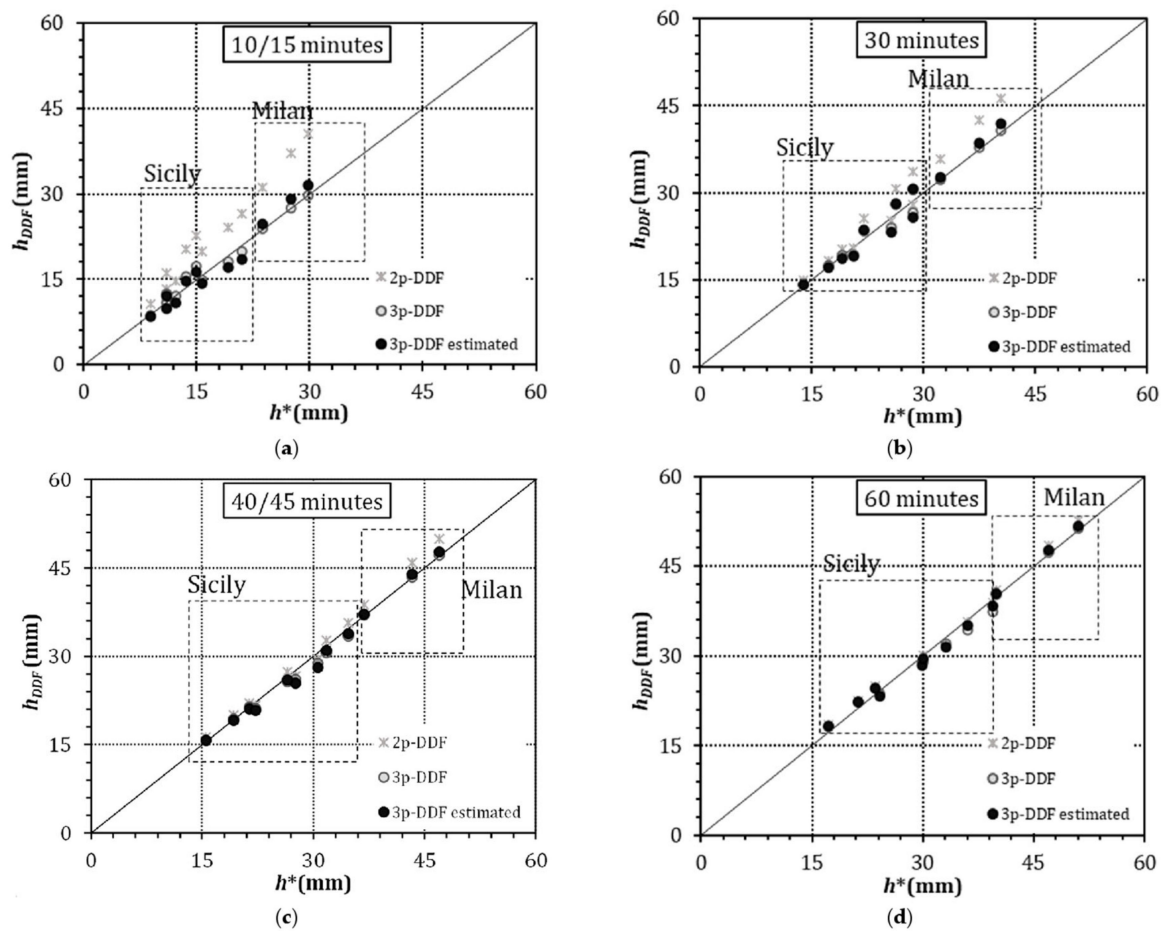 60
45
30
15
0
h_DDF (mm)
10/15 minutes
Sicily
Milan
2p-DDF
3p-DDF
3p-DDF estimated
0 15 30 45 60
h*(mm)
(a)
60
45
30
15
0
h_DDF (mm)
30 minutes
Milan
Sicily
2p-DDF
3p-DDF
3p-DDF estimated
0 15 30 45 60
h*(mm)
(b)
60
45
30
15
0
h_DDF (mm)
40/45 minutes
Sicily
Milan
2p-DDF
3p-DDF
3p-DDF estimated
0 15 30 45 60
h*(mm)
(c)
60
45
30
15
0
h_DDF (mm)
60 minutes
Milan
Sicily
2p-DDF
3p-DDF
3p-DDF estimated
0 15 30 45 60
h*(mm)
(d)